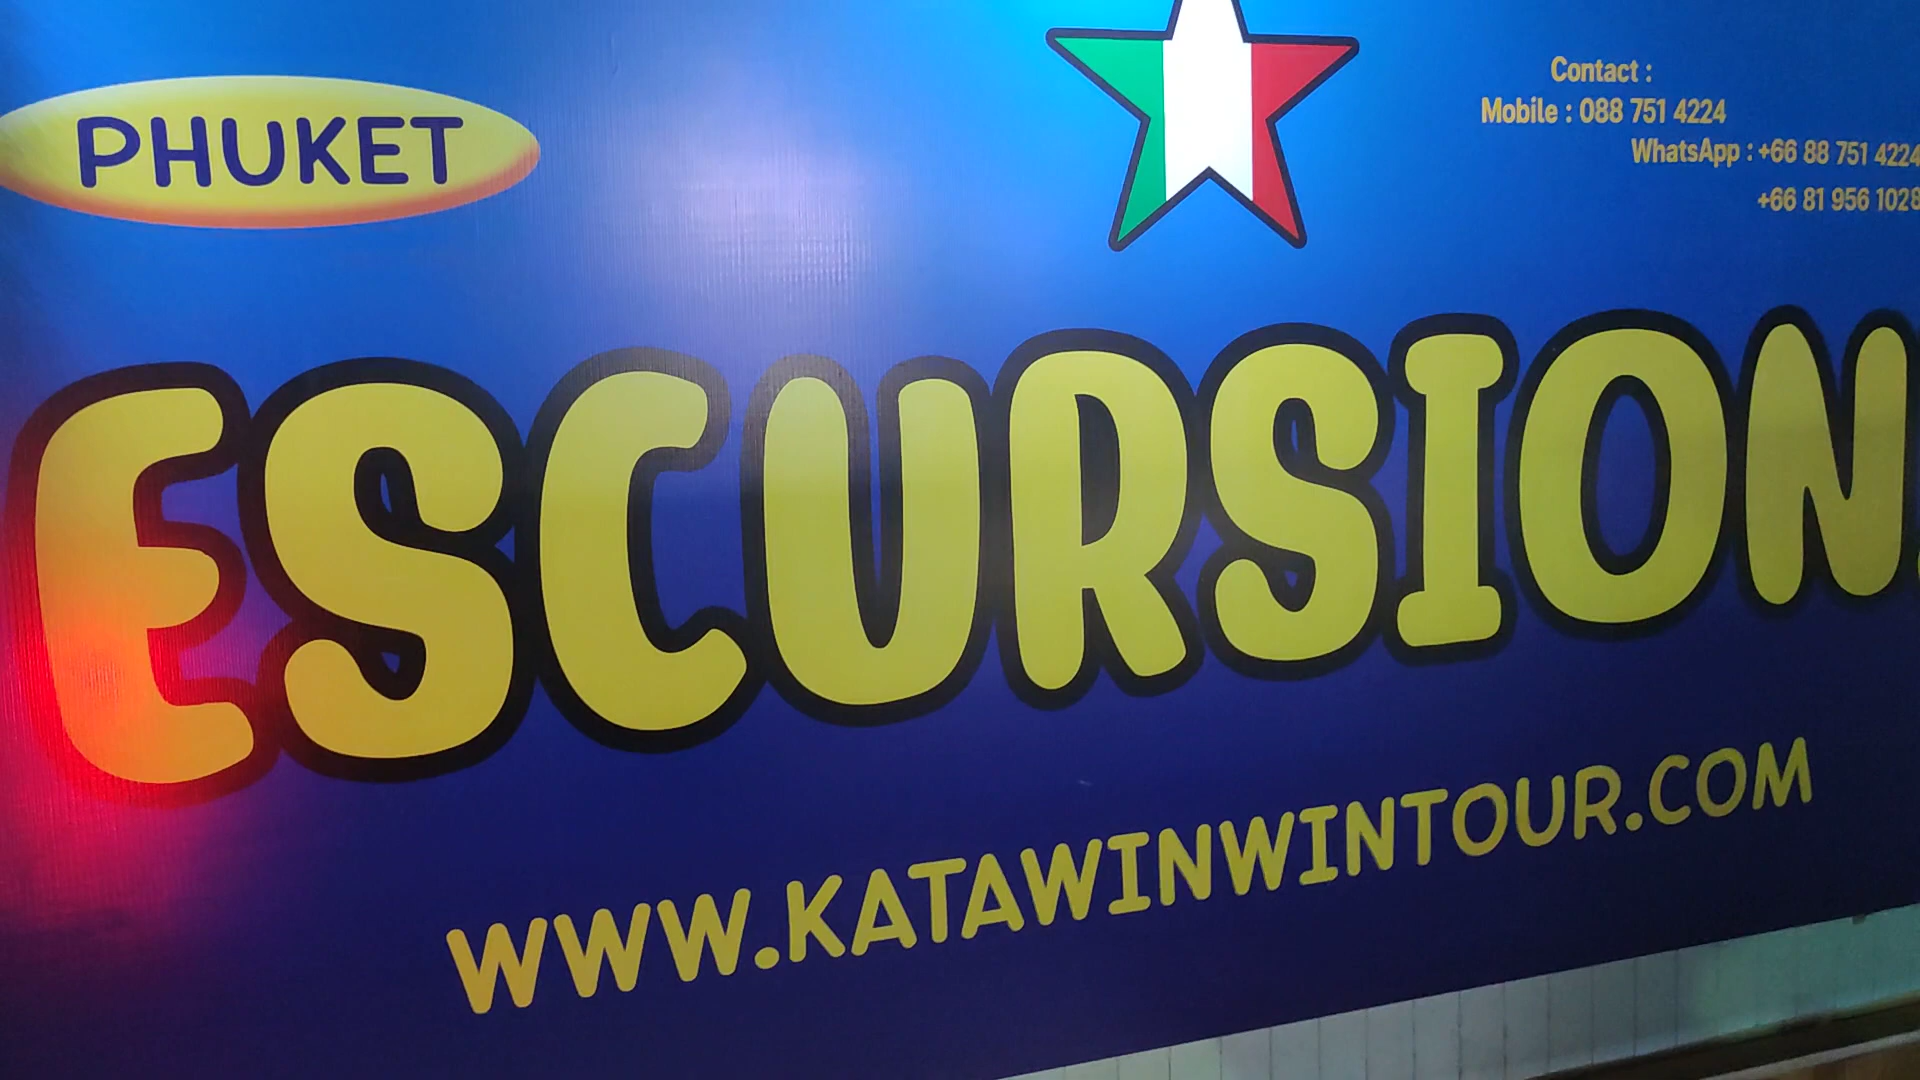 PHUKET
Contact :
Mobile : 088 751 4224
WhatsApp : +66 88 751 4224
+66 81 956 1028
ESCURSION
WWW.KATAWINWINTOUR.COM